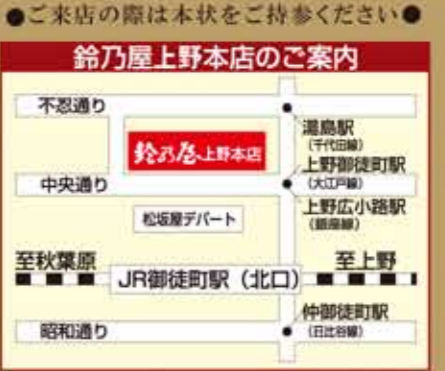 ●ご来店の際は本状をご持参ください●
鈴乃屋上野本店のご案内
不忍通り
湯島駅
(千代田線)
鈴乃屋上野本店
上野御徒町駅
(大江戸線)
中央通り
上野広小路駅
(銀座線)
松坂屋デパート
至秋葉原
至上野
JR御徒町駅(北口)
仲御徒町駅
(日比谷線)
昭和通り